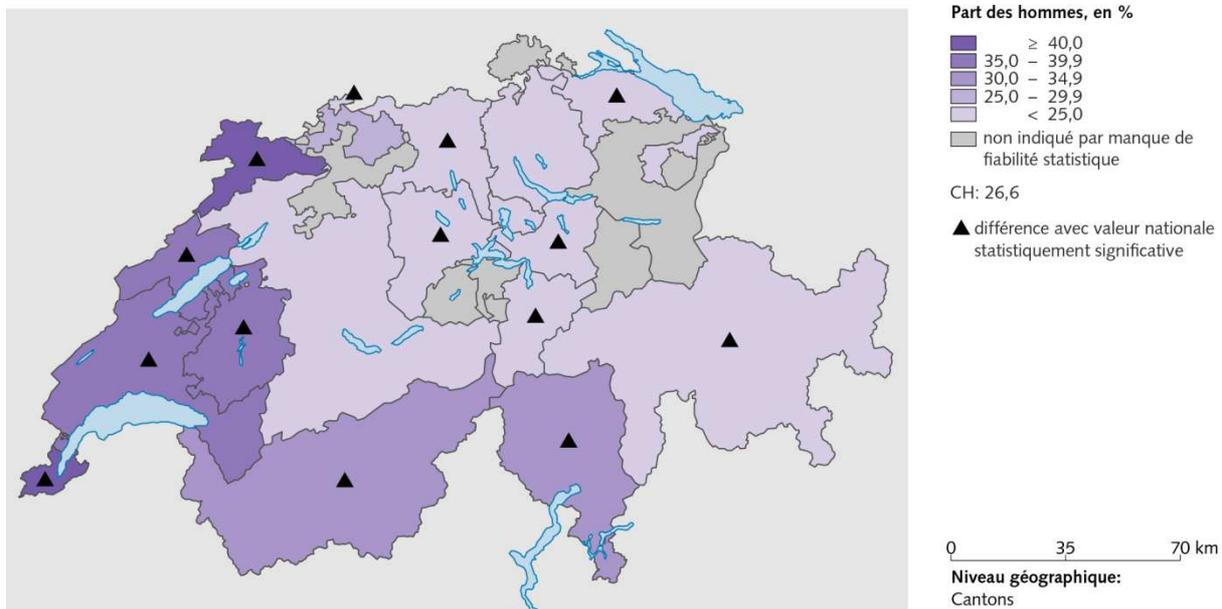 Part des hommes, en %
≥ 40,0
35,0 – 39,9
30,0 – 34,9
25,0 – 29,9
< 25,0
non indiqué par manque de
fiabilité statistique
CH: 26,6
différence avec valeur nationale
statistiquement significative
0 35 70 km
Niveau géographique:
Cantons